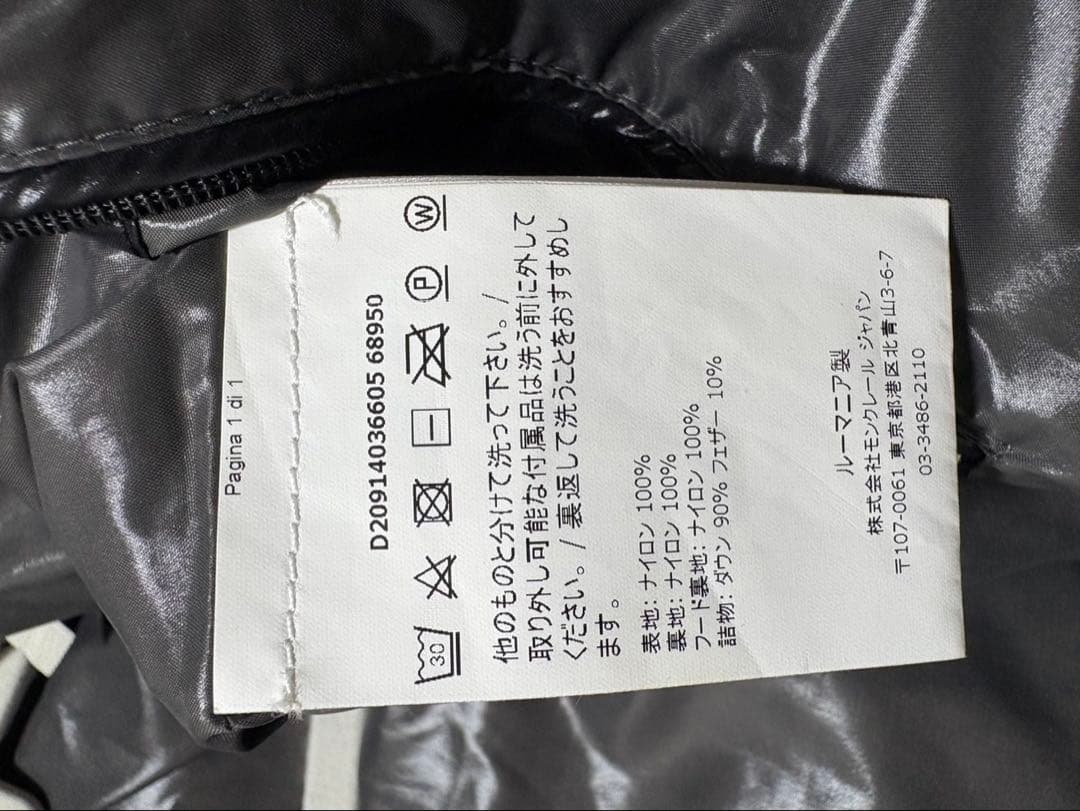 Pagina 1 di 1
D20914036605 68950
30
P
W
他のものと分けて洗って下さい。/
取り外し可能な付属品は洗う前に外して
ください。/ 裏返して洗うことをおすすめし
ます。
表地: ナイロン 100%
裏地: ナイロン 100%
フード裏地: ナイロン 100%
詰物: ダウン 90% フェザー 10%
ルーマニア製
株式会社モンクレール ジャパン
〒107-0061 東京都港区北青山3-6-7
03-3486-2110